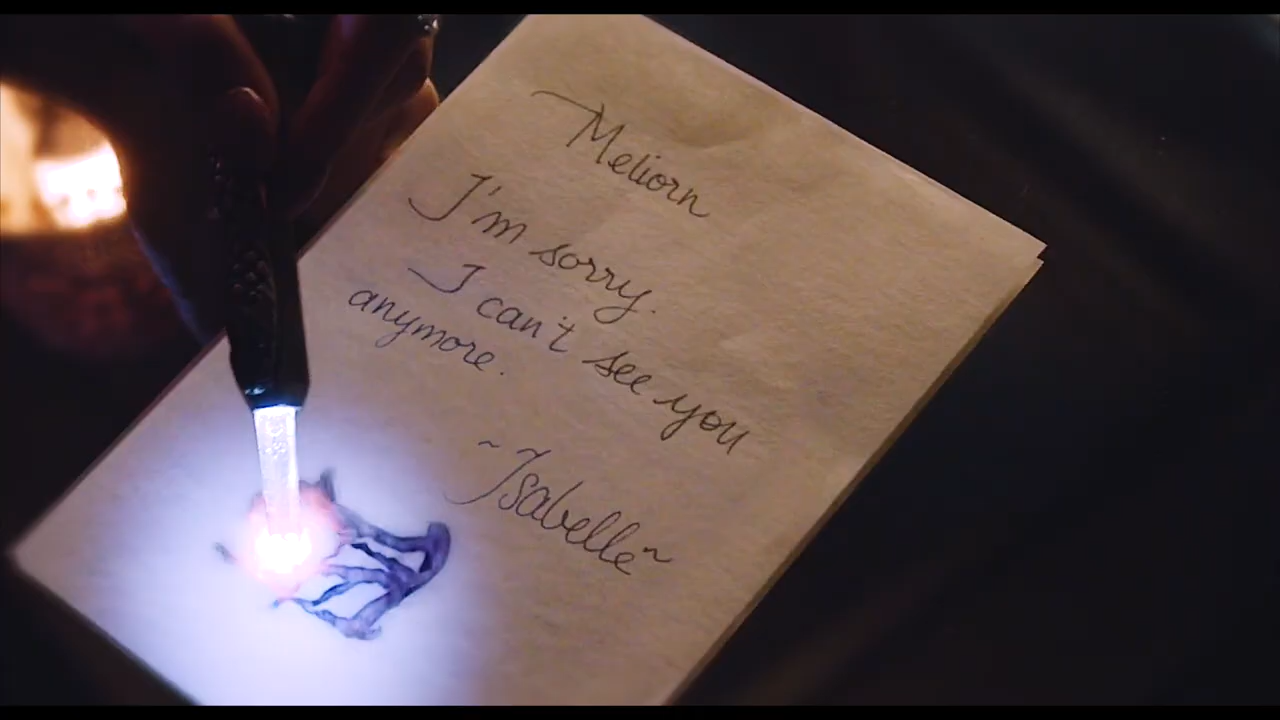 Meliorn
I'm sorry.
I can't see you
anymore.
~Isabelle~